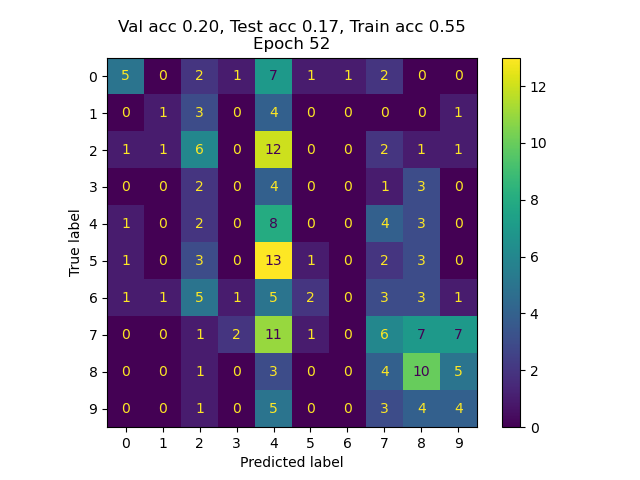 Val acc 0.20, Test acc 0.17, Train acc 0.55
Epoch 52
0 5 0 2 1 7 1 1 2 0 0
1 0 1 3 0 4 0 0 0 0 1
2 1 1 6 0 12 0 0 2 1 1
3 0 0 2 0 4 0 0 1 3 0
4 1 0 2 0 8 0 0 4 3 0
5 1 0 3 0 13 1 0 2 3 0
6 1 1 5 1 5 2 0 3 3 1
7 0 0 1 2 11 1 0 6 7 7
8 0 0 1 0 3 0 0 4 10 5
9 0 0 1 0 5 0 0 3 4 4
0 1 2 3 4 5 6 7 8 9
True label
Predicted label
12
10
8
6
4
2
0